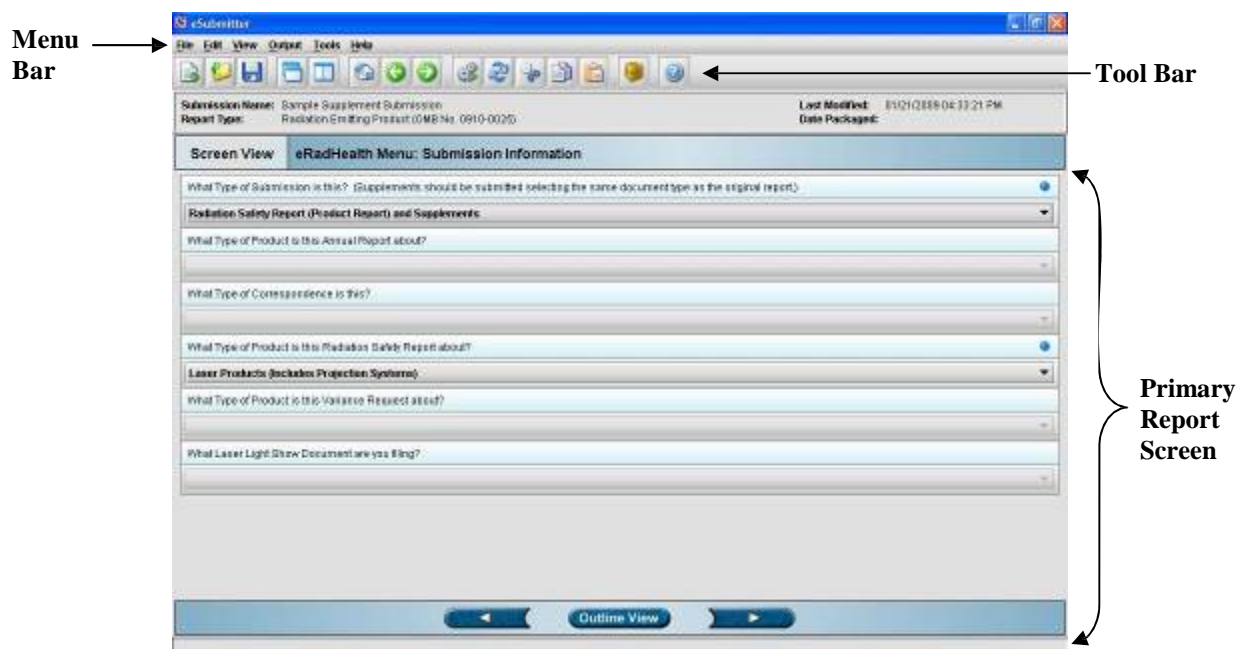 eSubmitter
Menu
Bar
File Edit View Output Tools Help
Tool Bar
Submission Name: Sample Supplement Submission
Last Modified: 01/21/2009 04:33:21 PM
Report Type: Radiation Emitting Product (OMB No. 0910-0025)
Date Packaged:
Screen View eRadHealth Menu: Submission Information
What Type of Submission is this? (Supplements should be submitted selecting the same document type as the original report.)
Radiation Safety Report (Product Report) and Supplements
What Type of Product is this Annual Report about?
What Type of Correspondence is this?
What Type of Product is this Radiation Safety Report about?
Laser Products (Includes Projection Systems)
What Type of Product is this Variance Request about?
What Laser Light Show Document are you filing?
Primary
Report
Screen
Outline View